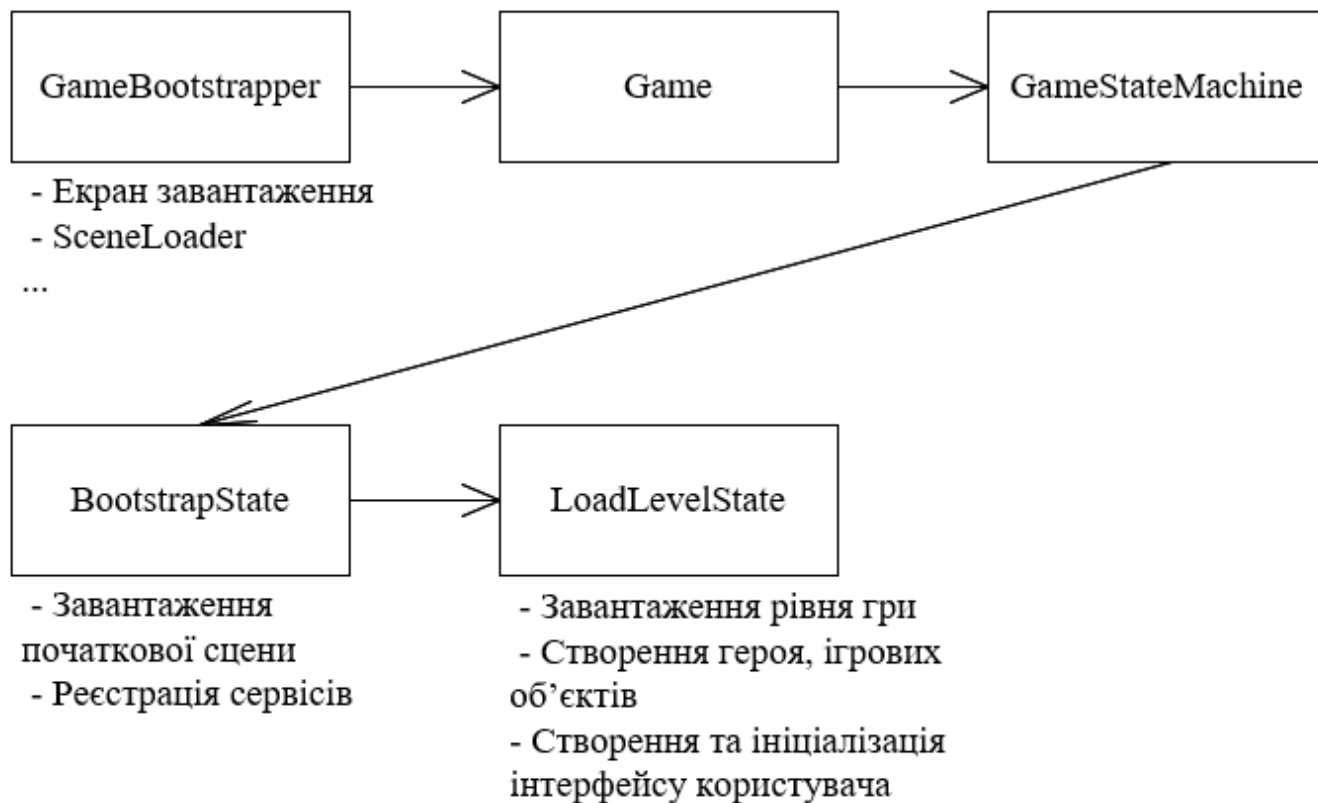 GameBootstrapper
Game
GameStateMachine
- Екран завантаження
- SceneLoader
...
BootstrapState
LoadLevelState
- Завантаження
початкової сцени
- Реєстрація сервісів
- Завантаження рівня гри
- Створення героя, ігрових
об’єктів
- Створення та ініціалізація
інтерфейсу користувача